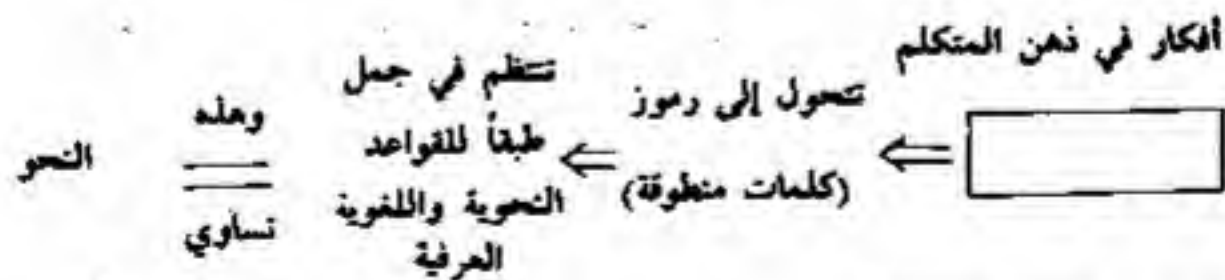 أفكار في ذهن المتكلم
تتحول إلى رموز
(كلمات منطوقة)
تنتظم في جمل
طبقاً للقواعد
النحوية واللغوية
العرفية
وهذه
تساوي
النحو